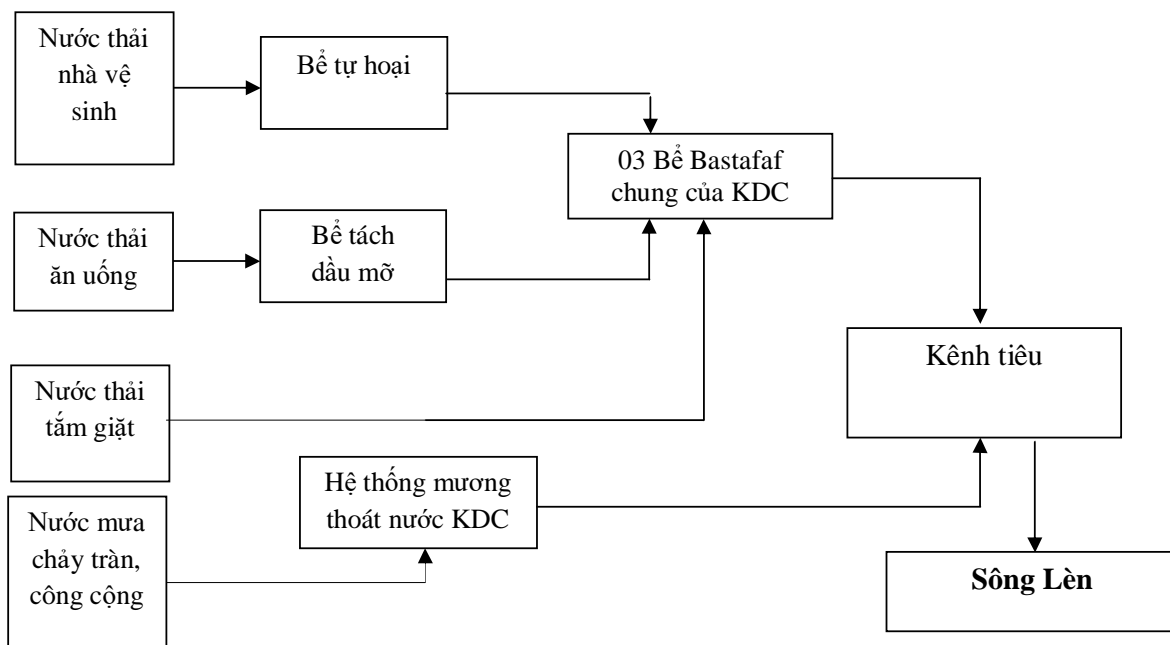 Nước thải
nhà vệ
sinh
Bể tự hoại
03 Bể Bastafaf
chung của KDC
Nước thải
ăn uống
Bể tách
dầu mỡ
Kênh tiêu
Nước thải
tắm giặt
Hệ thống mương
thoát nước KDC
Nước mưa
chảy tràn,
công cộng
Sông Lèn